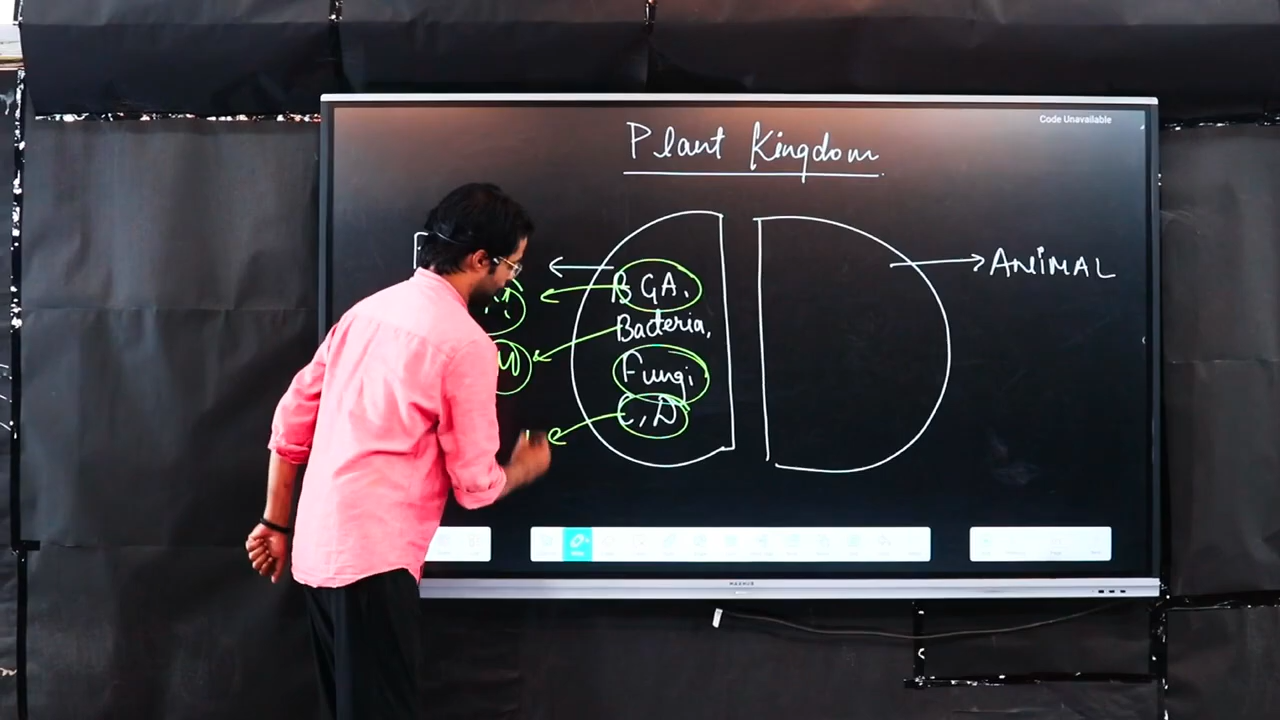 Code Unavailable
Plant Kingdom
ANIMAL
BGA,
Bacteria,
Fungi,
C, D